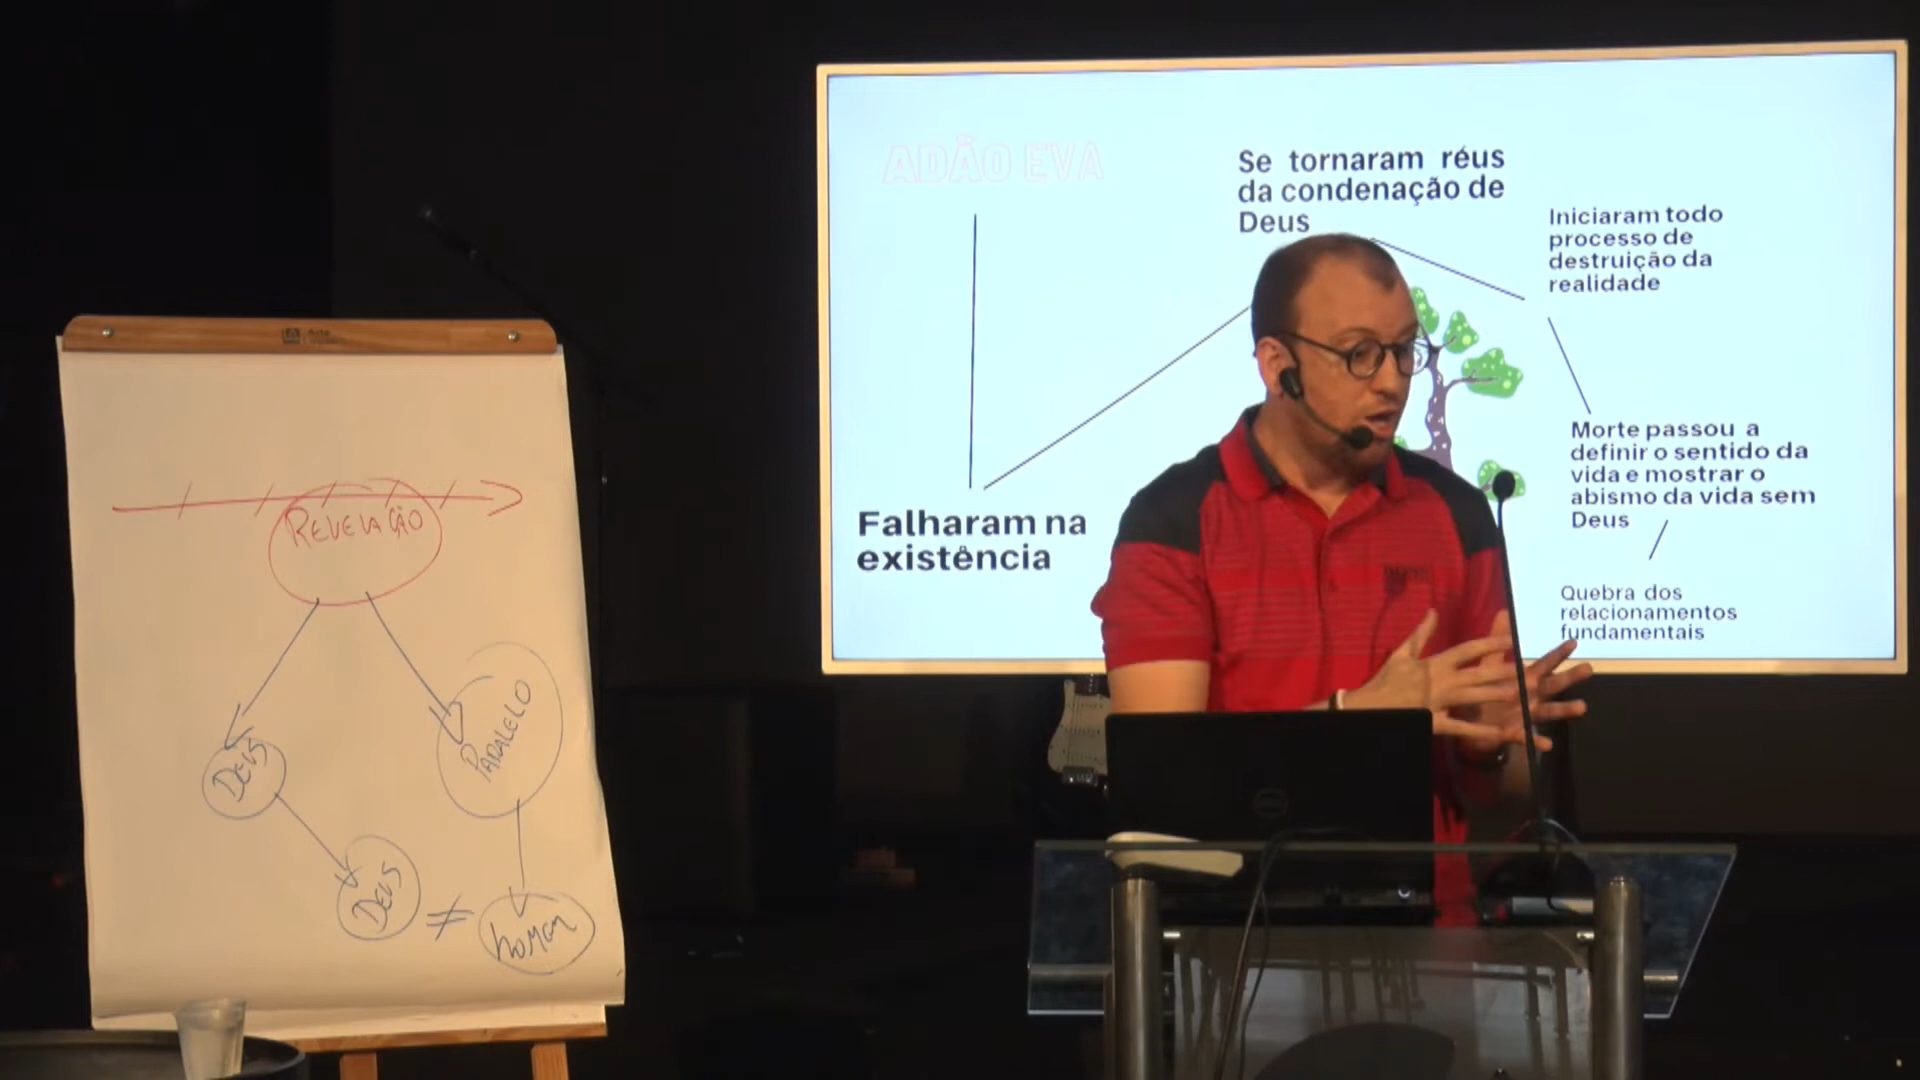 REVELAÇÃO
DEUS
PARALELO
DEUS
≠
homem
ADÃO EVA
Se tornaram réus
da condenação de
Deus
Iniciaram todo
processo de
destruição da
realidade
Morte passou a
definir o sentido da
vida e mostrar o
abismo da vida sem
Deus
Falharam na
existência
Quebra dos
relacionamentos
fundamentais
DELL